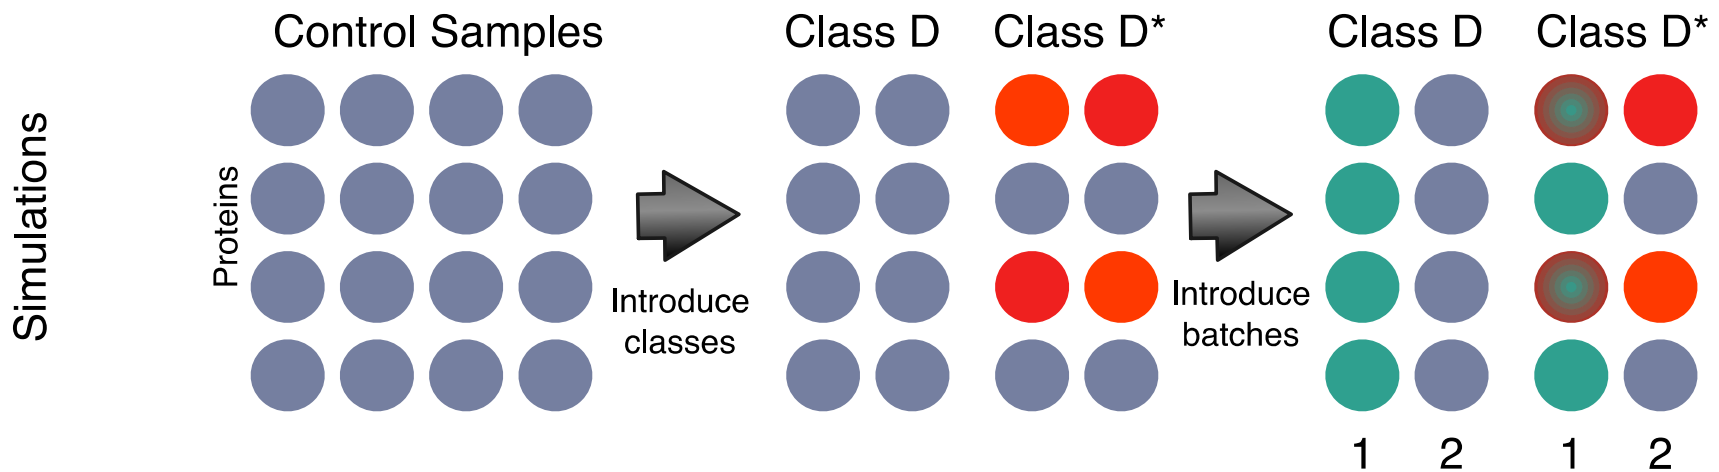 Control Samples
Class D
Class D*
Class D
Class D*
Simulations
Proteins
Introduce
classes
Introduce
batches
1
2
1
2